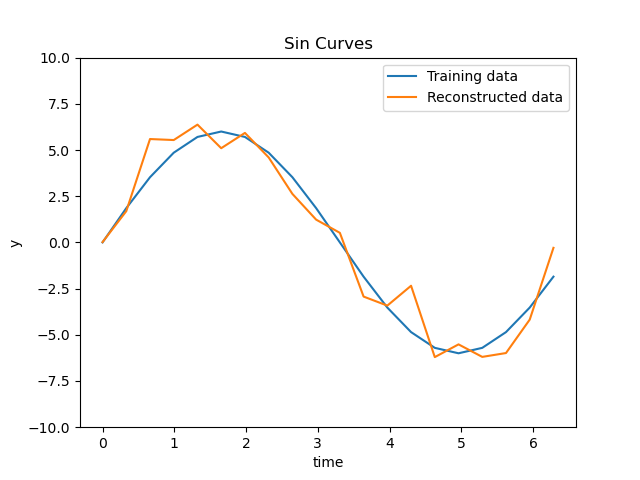 Sin Curves
Training data
Reconstructed data
10.0
7.5
5.0
2.5
0.0
−2.5
−5.0
−7.5
−10.0
y
0 1 2 3 4 5 6
time